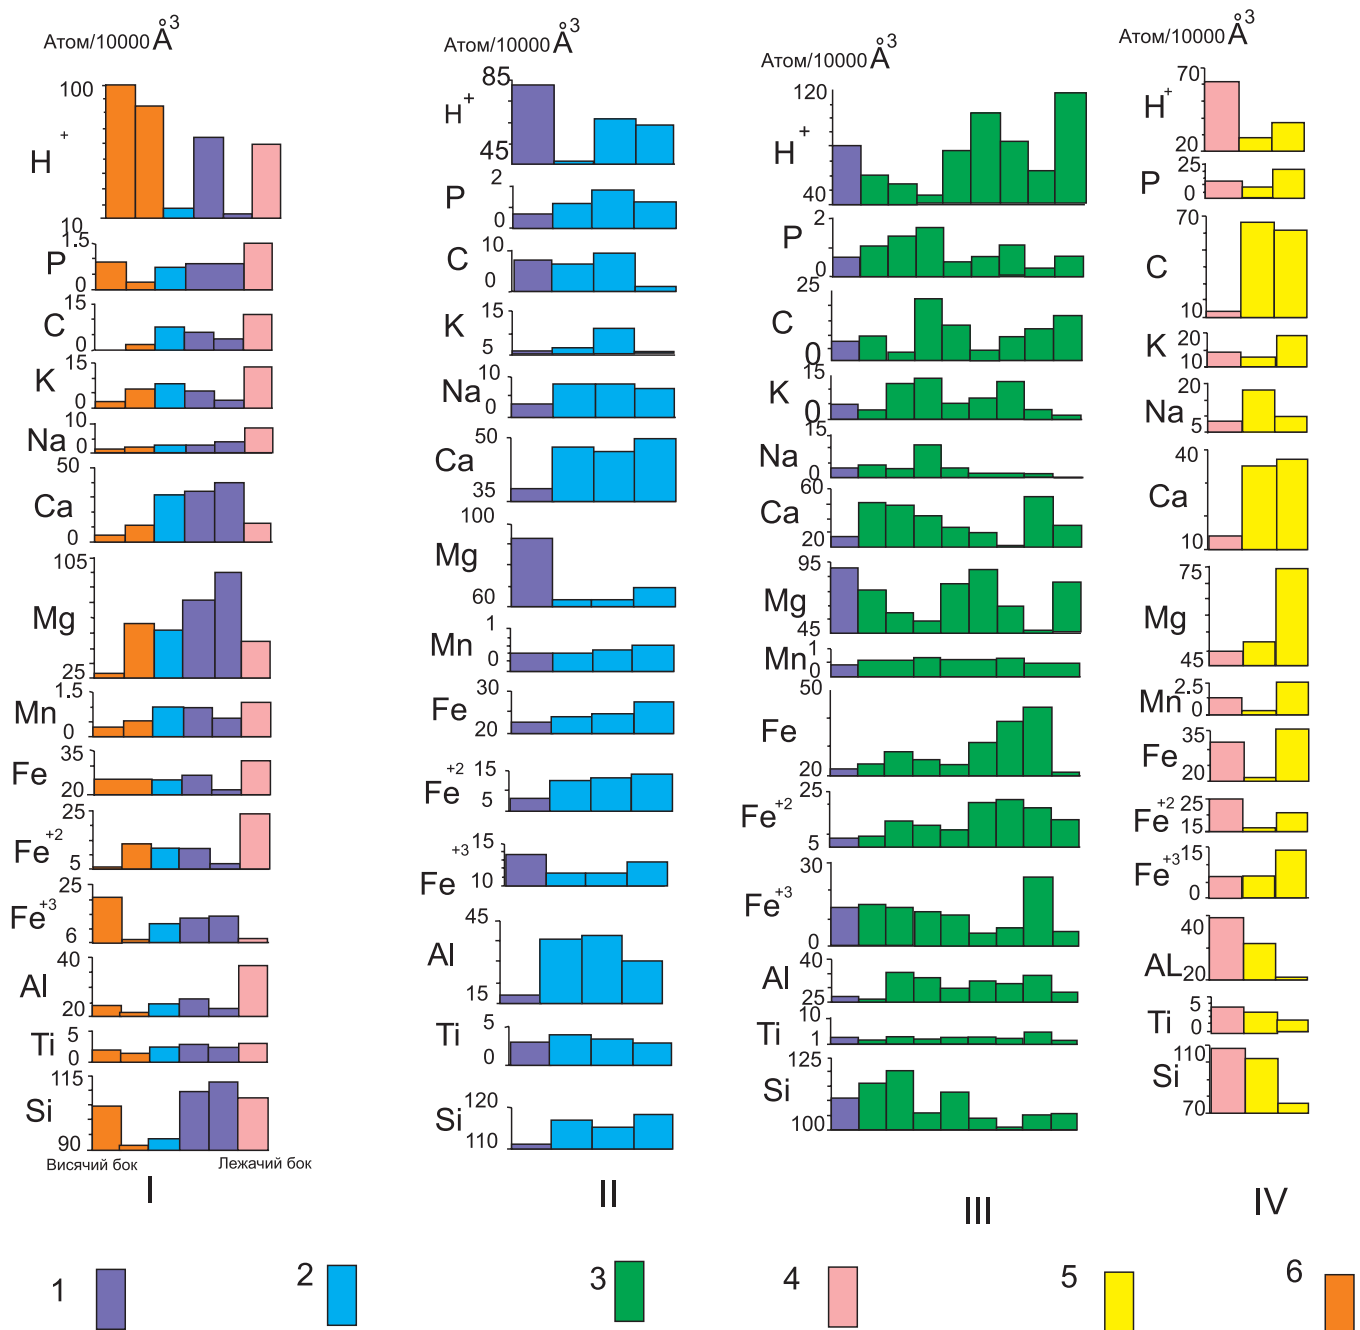 Атом/10000 Å3
100
H+
10
1.5
P
0
15
C
0
15
K
0
10
Na
0
50
Ca
0
105
Mg
25
1.5
Mn
0
35
Fe
20
25
Fe+2
5
25
Fe+3
6
40
Al
20
5
Ti
0
115
Si
90
Висячий бок Лежачий бок
I
Атом/10000 Å3
85
H+
45
2
P
0
10
C
0
15
K
5
10
Na
0
50
Ca
35
100
Mg
60
1
Mn
0
30
Fe
20
15
Fe+2
5
15
Fe+3
10
45
Al
15
5
Ti
0
120
Si
110
II
Атом/10000 Å3
120
H+
40
2
P
0
25
C
0
15
K
0
15
Na
0
60
Ca
20
95
Mg
45
1
Mn
0
50
Fe
20
25
Fe+2
5
30
Fe+3
0
40
Al
25
10
Ti
1
125
Si
100
III
Атом/10000 Å3
70
H+
20
25
P
0
70
C
10
20
K
10
20
Na
5
40
Ca
10
75
Mg
45
2.5
Mn
0
35
Fe
20
25
Fe+2
15
15
Fe+3
0
40
AL
20
5
Ti
0
110
Si
70
IV
1 2 3 4 5 6